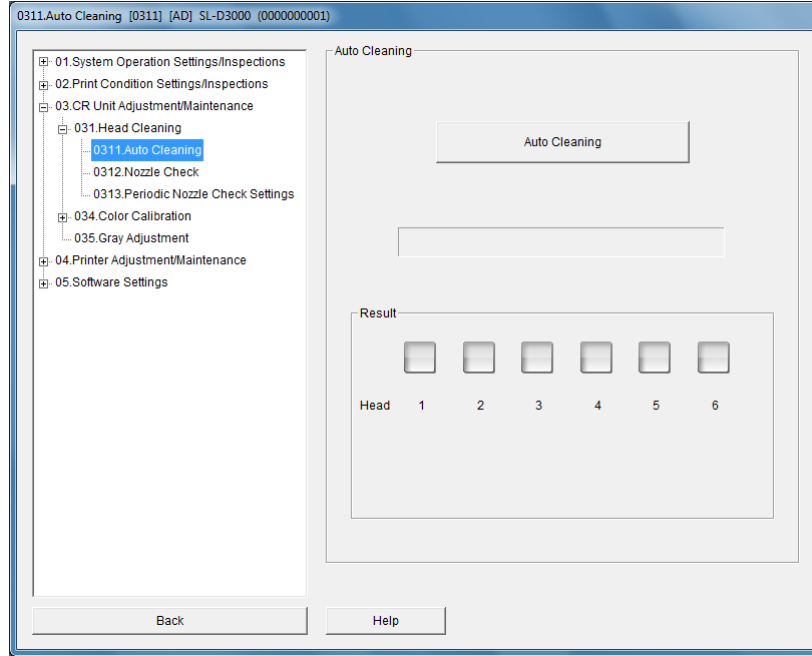 0311.Auto Cleaning [0311] [AD] SL-D3000 (0000000001)
01.System Operation Settings/Inspections
02.Print Condition Settings/Inspections
03.CR Unit Adjustment/Maintenance
031.Head Cleaning
0311.Auto Cleaning
0312.Nozzle Check
0313.Periodic Nozzle Check Settings
034.Color Calibration
035.Gray Adjustment
04.Printer Adjustment/Maintenance
05.Software Settings
Back
Auto Cleaning
Auto Cleaning
Result
Head 1 2 3 4 5 6
Help